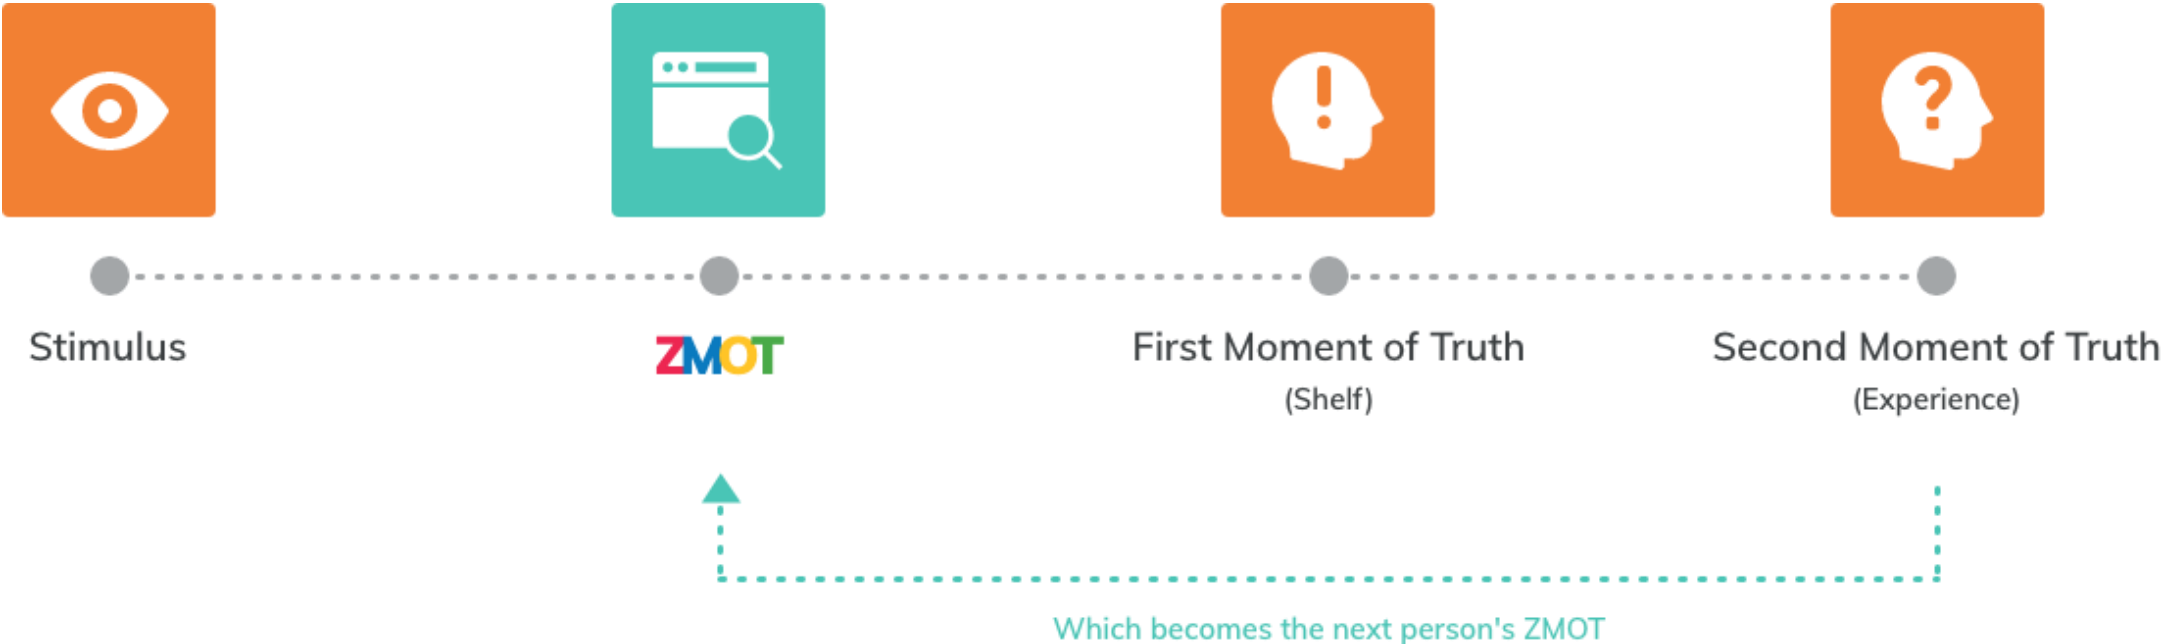 Stimulus
ZMOT
First Moment of Truth
(Shelf)
Second Moment of Truth
(Experience)
Which becomes the next person's ZMOT